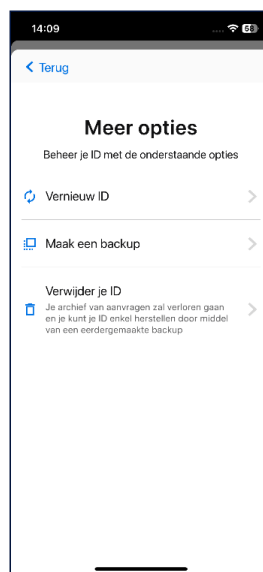 14:09
58
Terug
Meer opties
Beheer je ID met de onderstaande opties
Vernieuw ID
Maak een backup
Verwijder je ID
Je archief van aanvragen zal verloren gaan
en je kunt je ID enkel herstellen door middel
van een eerdergemaakte backup